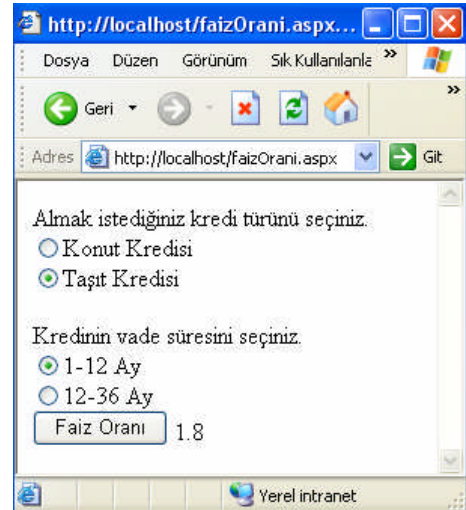 http://localhost/faizOrani.aspx...
Dosya Düzen Görünüm Sık Kullanılanla »
Geri »
Adres http://localhost/faizOrani.aspx Git
Almak istediğiniz kredi türünü seçiniz.
Konut Kredisi
Taşıt Kredisi
Kredinin vade süresini seçiniz.
1-12 Ay
12-36 Ay
Faiz Oranı 1.8
Yerel intranet